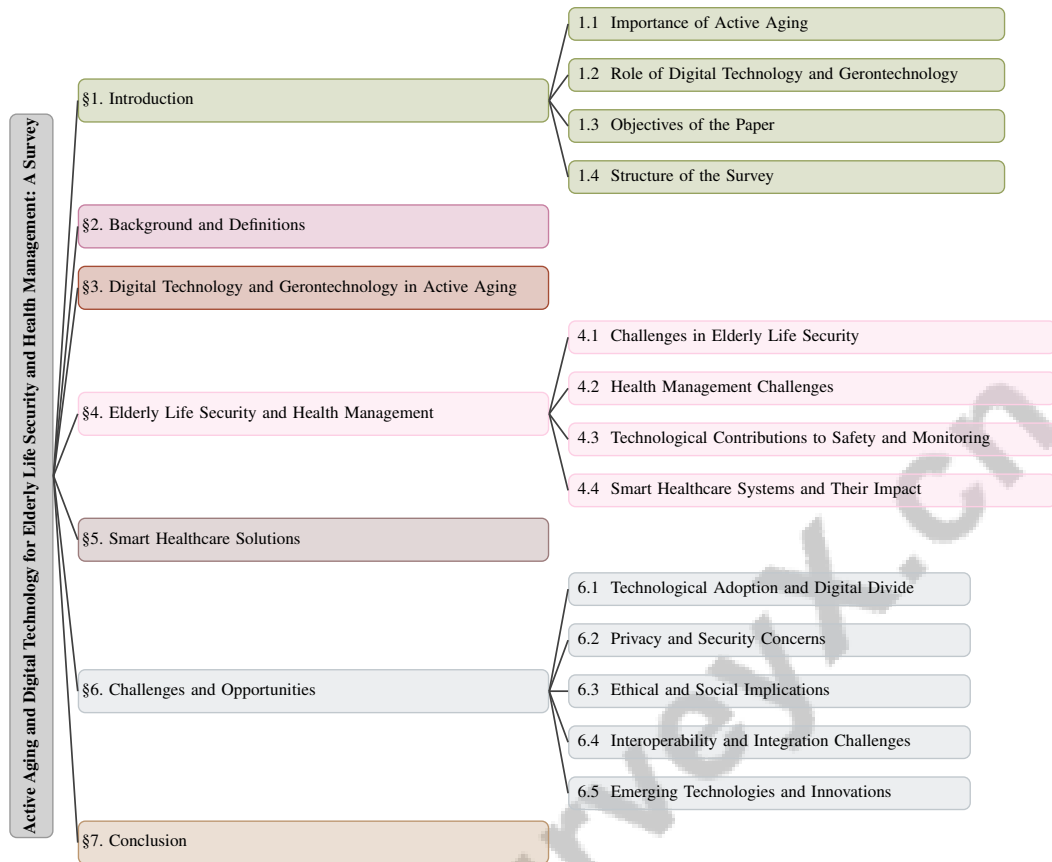 Active Aging and Digital Technology for Elderly Life Security and Health Management: A Survey
§1. Introduction
1.1 Importance of Active Aging
1.2 Role of Digital Technology and Gerontechnology
1.3 Objectives of the Paper
1.4 Structure of the Survey
§2. Background and Definitions
§3. Digital Technology and Gerontechnology in Active Aging
§4. Elderly Life Security and Health Management
4.1 Challenges in Elderly Life Security
4.2 Health Management Challenges
4.3 Technological Contributions to Safety and Monitoring
4.4 Smart Healthcare Systems and Their Impact
§5. Smart Healthcare Solutions
§6. Challenges and Opportunities
6.1 Technological Adoption and Digital Divide
6.2 Privacy and Security Concerns
6.3 Ethical and Social Implications
6.4 Interoperability and Integration Challenges
6.5 Emerging Technologies and Innovations
§7. Conclusion
urveyx.cn